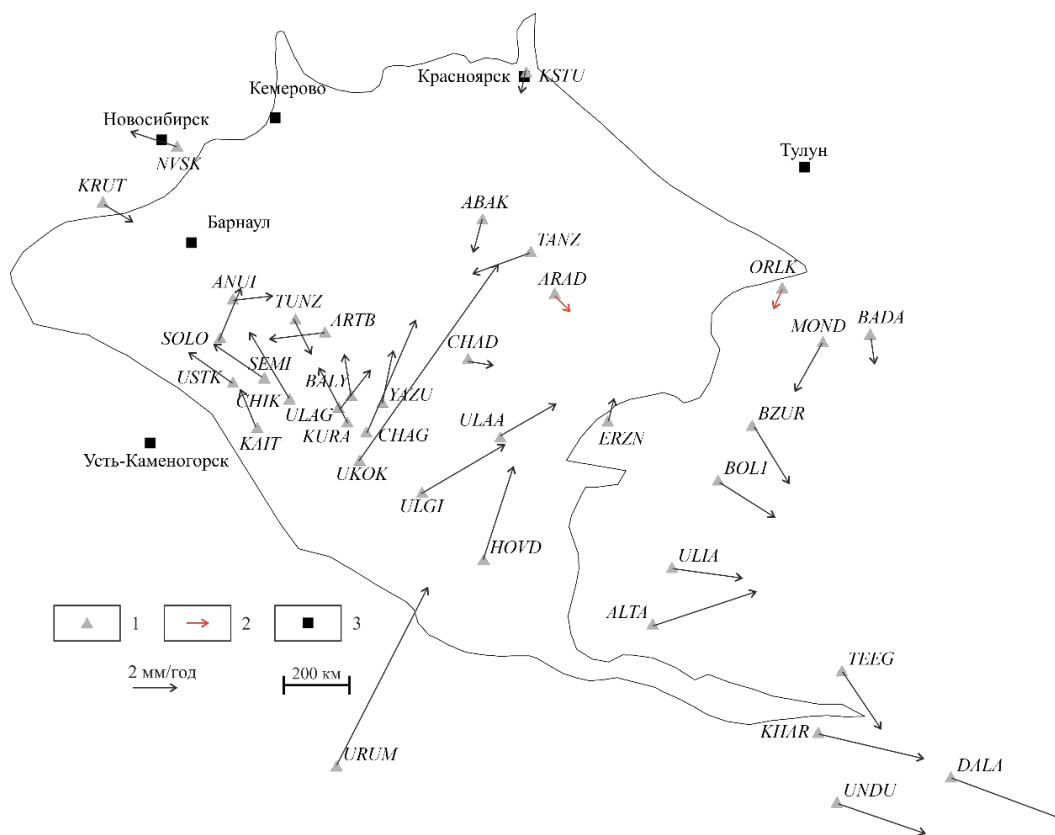 Красноярск
KSTU
Кемерово
Новосибирск
NVSK
Тулун
KRUT
ABAK
Барнаул
TANZ
ORLK
ANUI
TUNZ
ARAD
ARTB
MOND
BADA
SOLO
CHAD
SEMI
USTK
BALY
YAZU
CHIK
ULAG
ULAA
BZUR
KURA
CHAG
KAIT
ERZN
Усть-Каменогорск
UKOK
BOL1
ULGI
HOVD
ULIA
ALTA
1
2
3
2 мм/год
200 км
TEEG
KHAR
URUM
DALA
UNDU